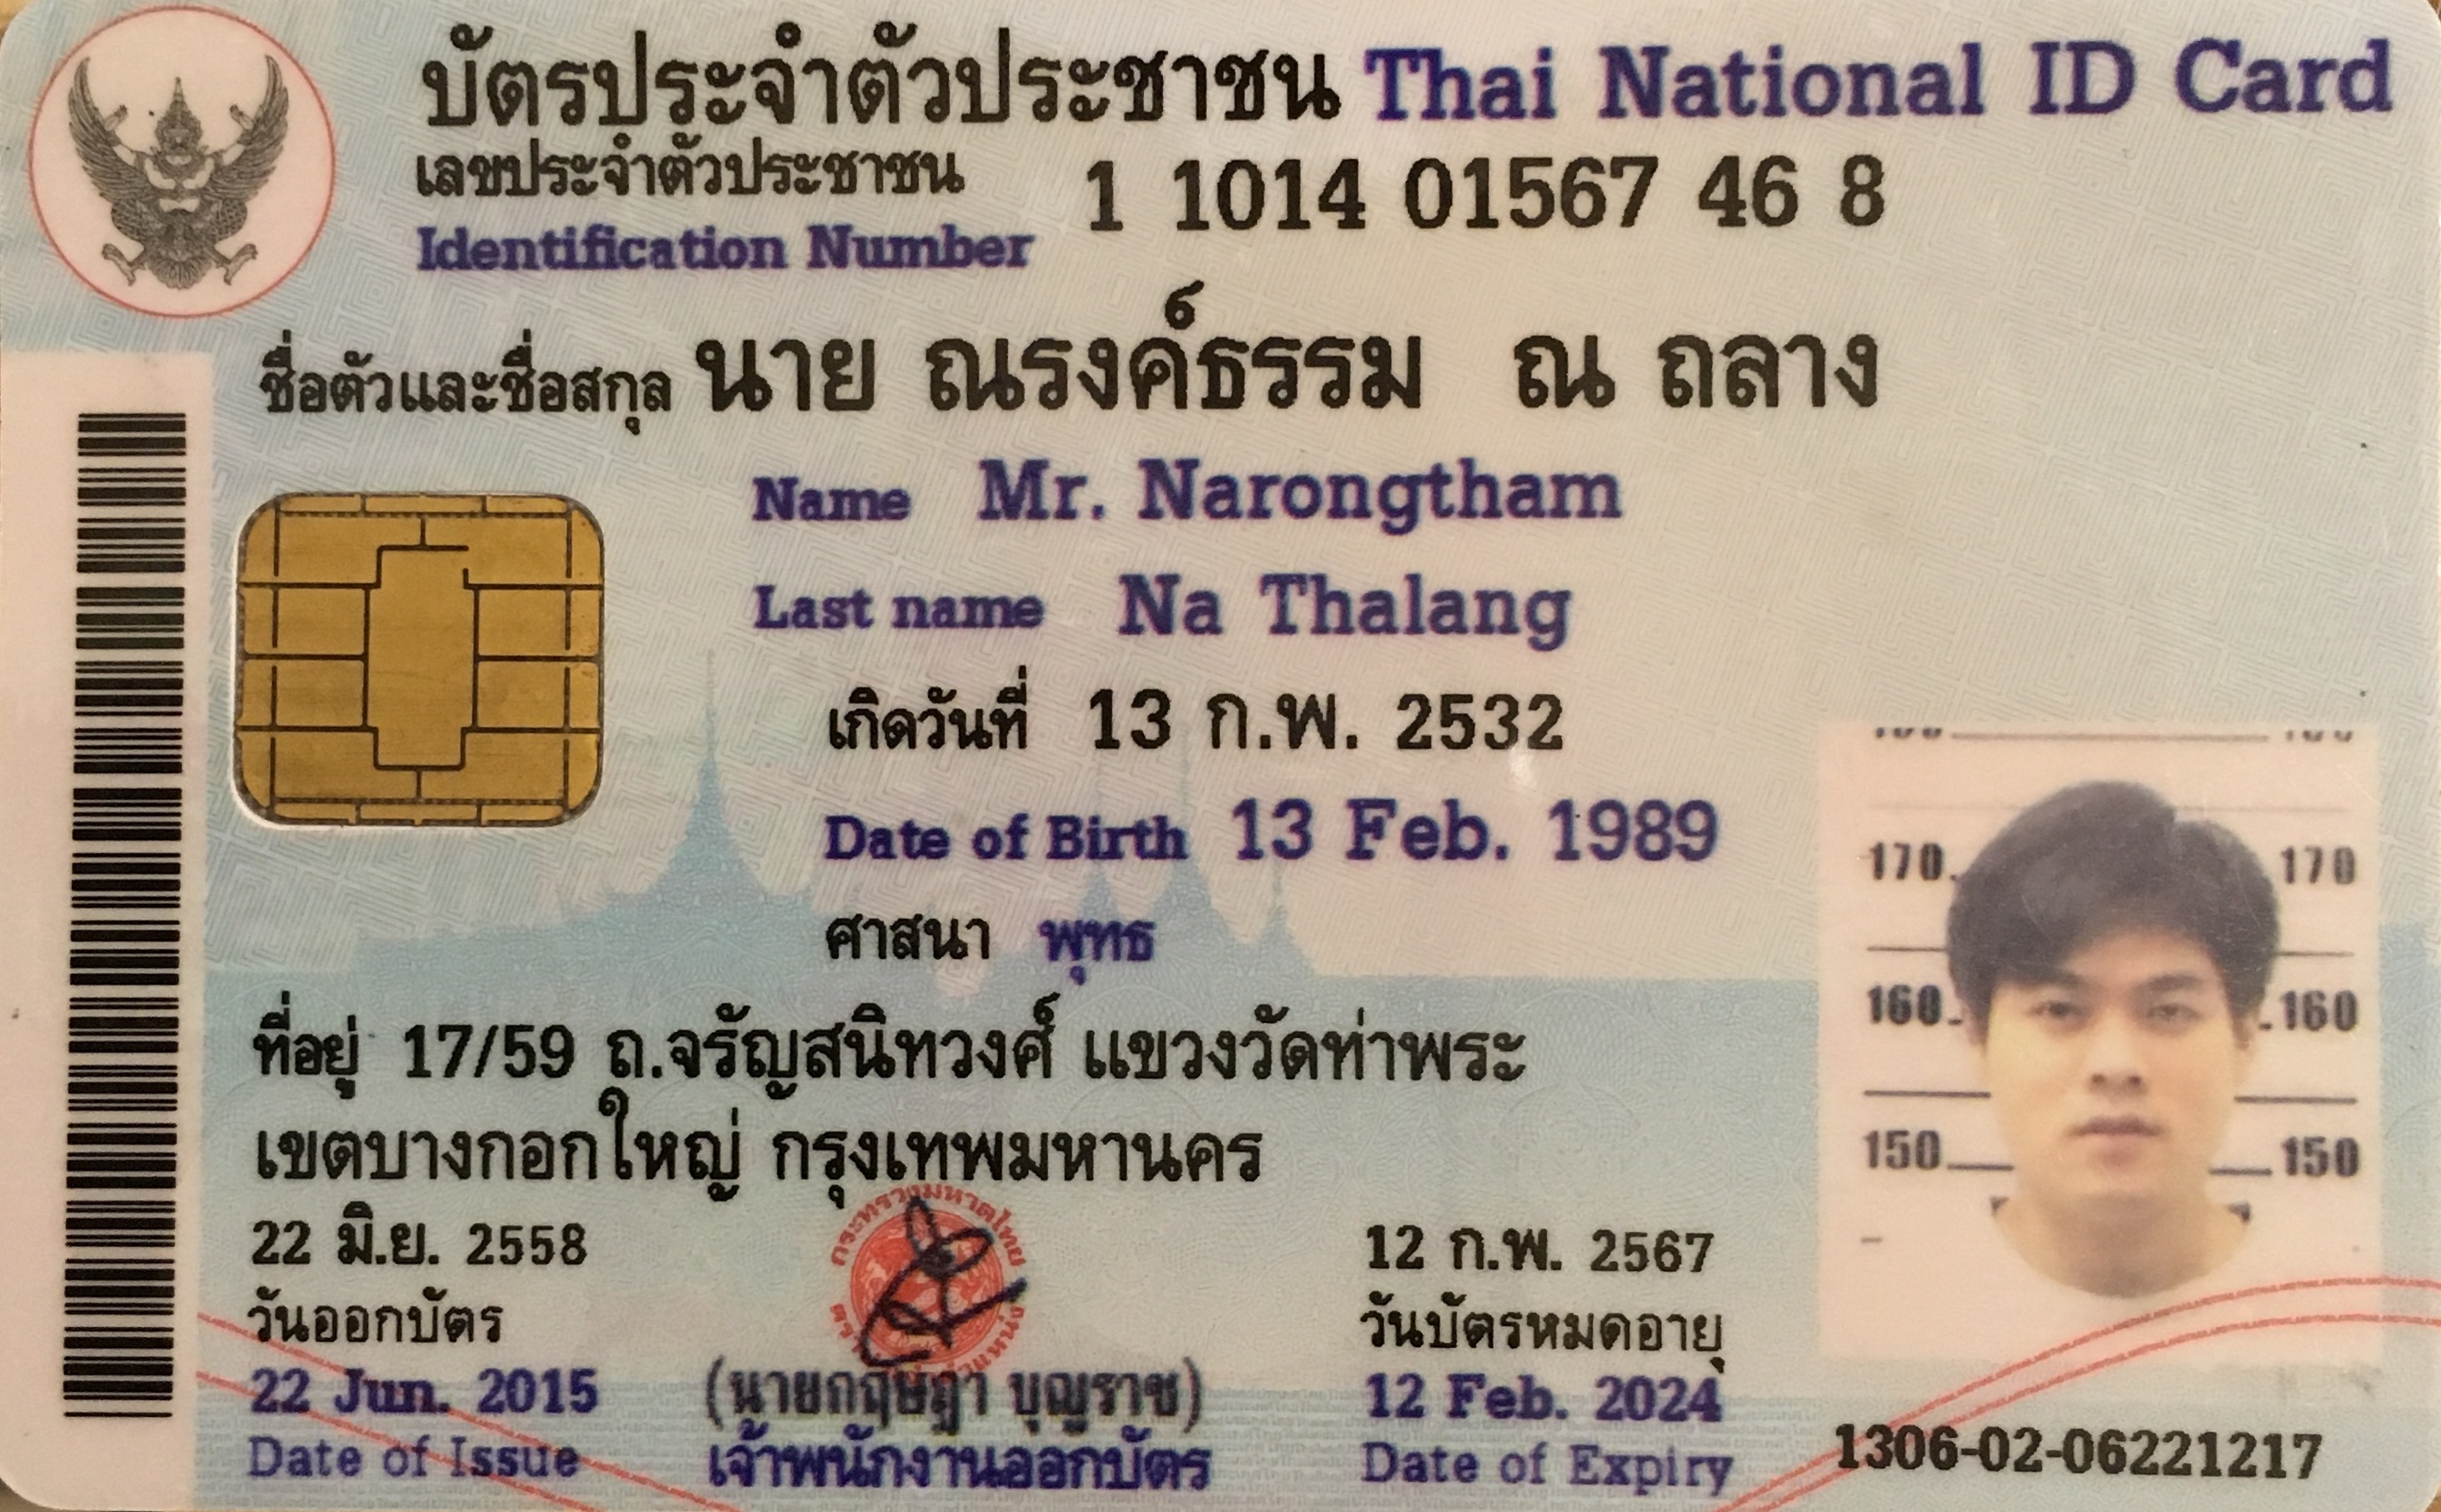 บัตรประจำตัวประชาชน Thai National ID Card
เลขประจำตัวประชาชน 1 1014 01567 46 8
Identification Number
ชื่อตัวและชื่อสกุล นาย ณรงค์ธรรม ณ ถลาง
Name Mr. Narongtham
Last name Na Thalang
เกิดวันที่ 13 ก.พ. 2532
Date of Birth 13 Feb. 1989
ศาสนา พุทธ
ที่อยู่ 17/59 ถ.จรัญสนิทวงศ์ แขวงวัดท่าพระ
เขตบางกอกใหญ่ กรุงเทพมหานคร
22 มิ.ย. 2558
วันออกบัตร
22 Jun. 2015
Date of Issue
กระทรวงมหาดไทย
(นายกฤษฎา บุญราช)
เจ้าพนักงานออกบัตร
12 ก.พ. 2567
วันบัตรหมดอายุ
12 Feb. 2024
Date of Expiry
170 170
160 160
150 150
1306-02-06221217